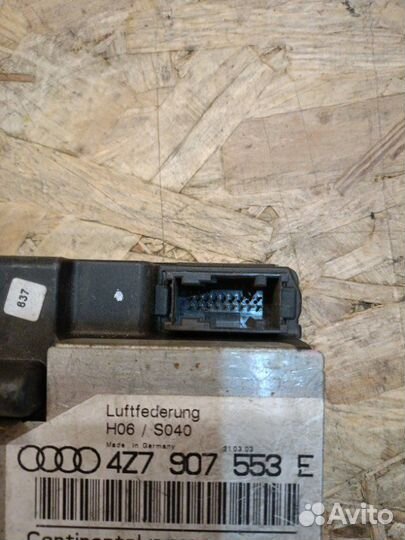 837
Luftfederung
H06 / S040
Made in Germany 21.03.03
4Z7 907 553 E
Continental
Avito